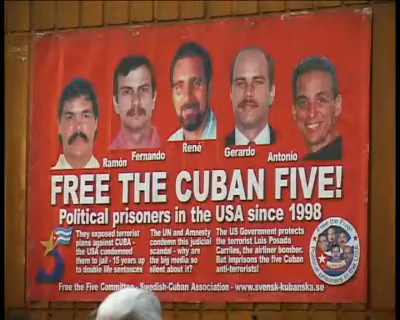 Ramón
Fernando
René
Gerardo
Antonio
FREE THE CUBAN FIVE!
Political prisoners in the USA since 1998
They exposed terrorist
plans against CUBA -
the USA condemned
them to jail - 15 years up
to double life sentences
The UN and Amnesty
condemn this judicial
scandal - why are
the big media so
silent about it?
The US Government protects
the terrorist Luis Posada
Carriles, the airliner bomber.
But imprisons the five Cuban
anti-terrorists!
Free the Five!
Free the Five Committee - Swedish-Cuban Association - www.svensk-kubanska.se